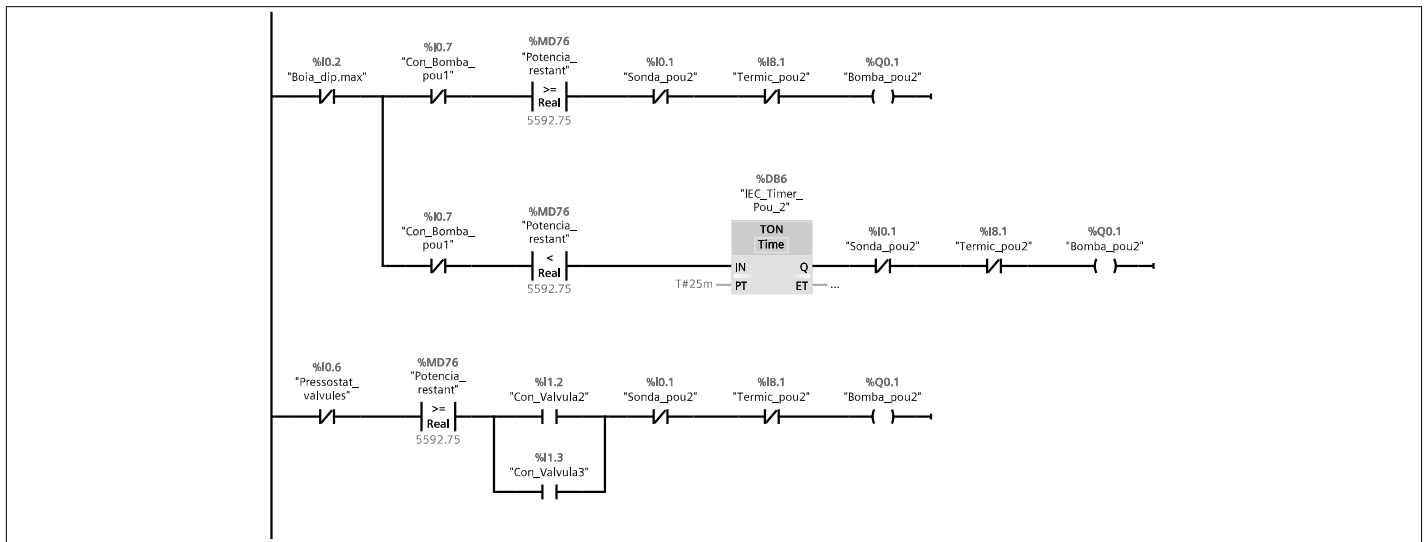 %I0.2
"Boia_dip.max"
%I0.7
"Con_Bomba_
pou1"
%MD76
"Potencia_
restant"
>=
Real
5592.75
%I0.1
"Sonda_pou2"
%I8.1
"Termic_pou2"
%Q0.1
"Bomba_pou2"
%I0.7
"Con_Bomba_
pou1"
%MD76
"Potencia_
restant"
<
Real
5592.75
%DB6
"IEC_Timer_
Pou_2"
TON
Time
IN
Q
T#25m
PT
ET
...
%I0.1
"Sonda_pou2"
%I8.1
"Termic_pou2"
%Q0.1
"Bomba_pou2"
%I0.6
"Pressostat_
valvules"
%MD76
"Potencia_
restant"
>=
Real
5592.75
%I1.2
"Con_Valvula2"
%I0.1
"Sonda_pou2"
%I8.1
"Termic_pou2"
%Q0.1
"Bomba_pou2"
%I1.3
"Con_Valvula3"